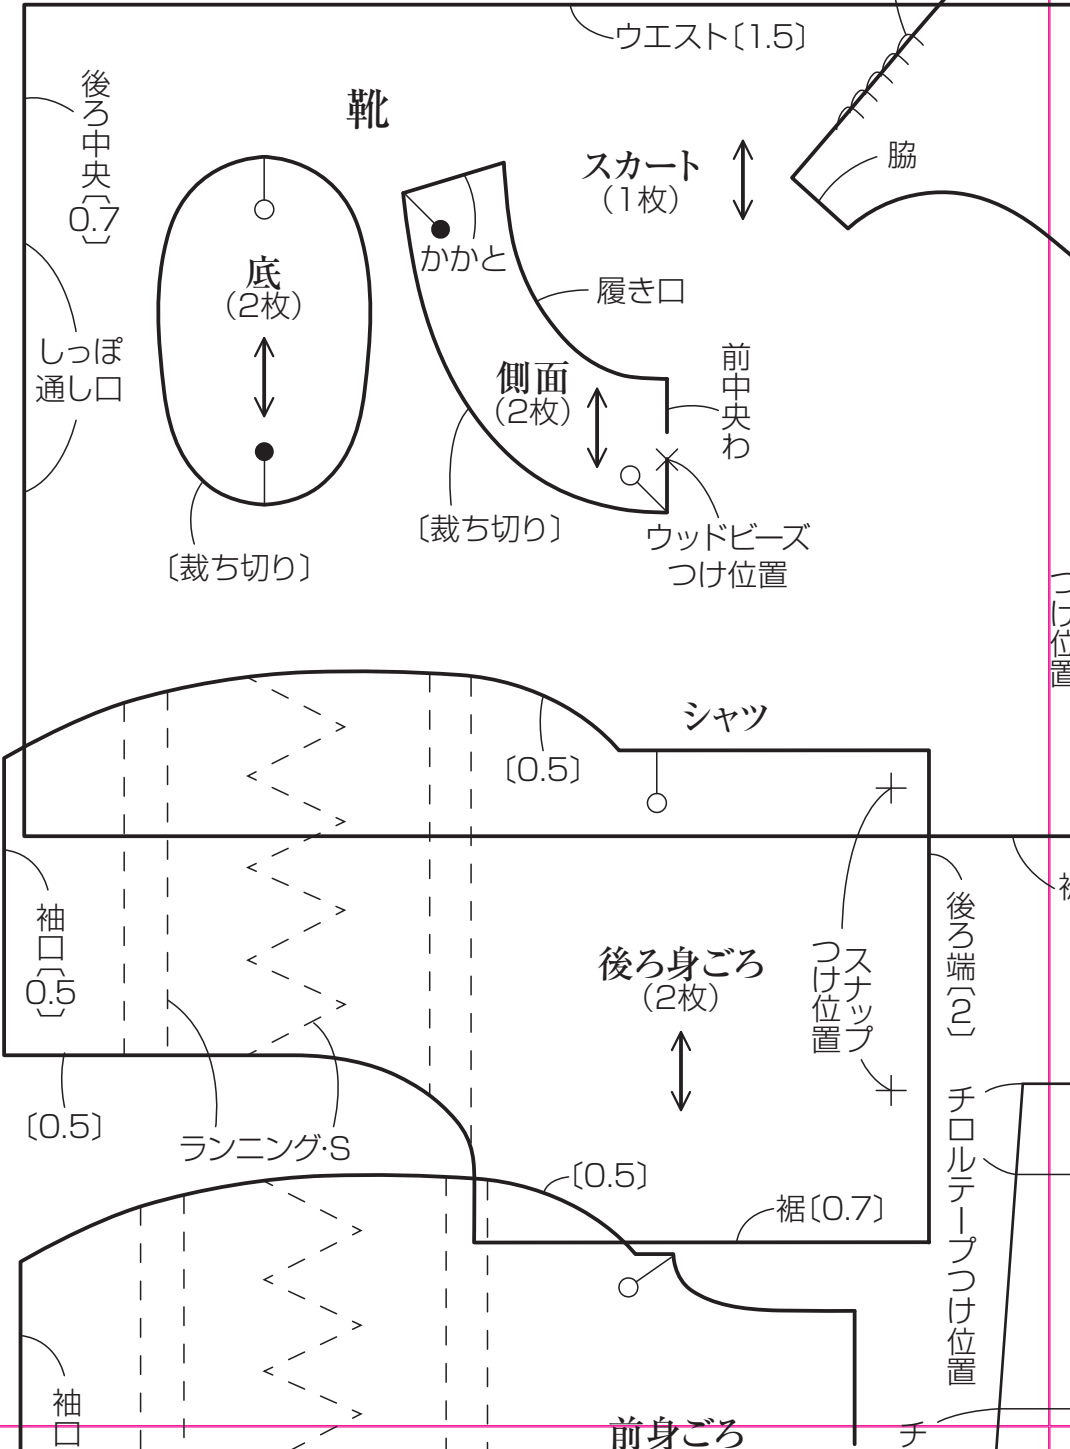 ウエスト〔1.5〕
後ろ中央〔0.7〕
靴
スカート
（1枚）
脇
かかと
底
（2枚）
履き口
しっぽ
通し口
側面
（2枚）
前中央わ
〔裁ち切り〕
〔裁ち切り〕
ウッドビーズ
つけ位置
つけ位置
シャツ
〔0.5〕
袖口〔0.5〕
後ろ身ごろ
（2枚）
スナップ
つけ位置
後ろ端〔2〕
〔0.5〕
ランニング・S
〔0.5〕
裾〔0.7〕
チロルテープつけ位置
袖口
前身ごろ
チ